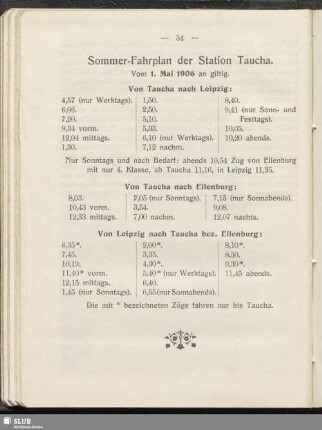 — 54 —
Sommer-Fahrplan der Station Taucha.
Vom 1. Mai 1906 an giltig.
Von Taucha nach Leipzig:
4,57 (nur Werktags). 1,50. 8,40.
6,06. 2,50. 9,41 (nur Sonn- und
7,20. 5,10. Festtags).
9,34 vorm. 5,33. 10,05.
12,04 mittags. 6,10 (nur Werktags). 10,20 abends.
1,30. 7,12 nachm.
Nur Sonntags und nach Bedarf: abends 10,54 Zug von Eilenburg
mit nur 4. Klasse, ab Taucha 11,16, in Leipzig 11,35.
Von Taucha nach Eilenburg:
8,03. 2,05 (nur Sonntags). 7,15 (nur Sonnabends).
10,43 vorm. 3,54. 9,08.
12,33 mittags. 7,00 nachm. 12,07 nachts.
Von Leipzig nach Taucha bez. Eilenburg:
6,35*. 2,00*. 8,10*.
7,45. 3,35. 8,50.
10,19. 4,30*. 9,30*.
11,40* vorm. 5,40* (nur Werktags). 11,45 abends.
12,15 mittags. 6,40.
1,45 (nur Sonntags). 6,55 (nur Sonnabends).
Die mit * bezeichneten Züge fahren nur bis Taucha.
SLUB
Wir führen Wissen.